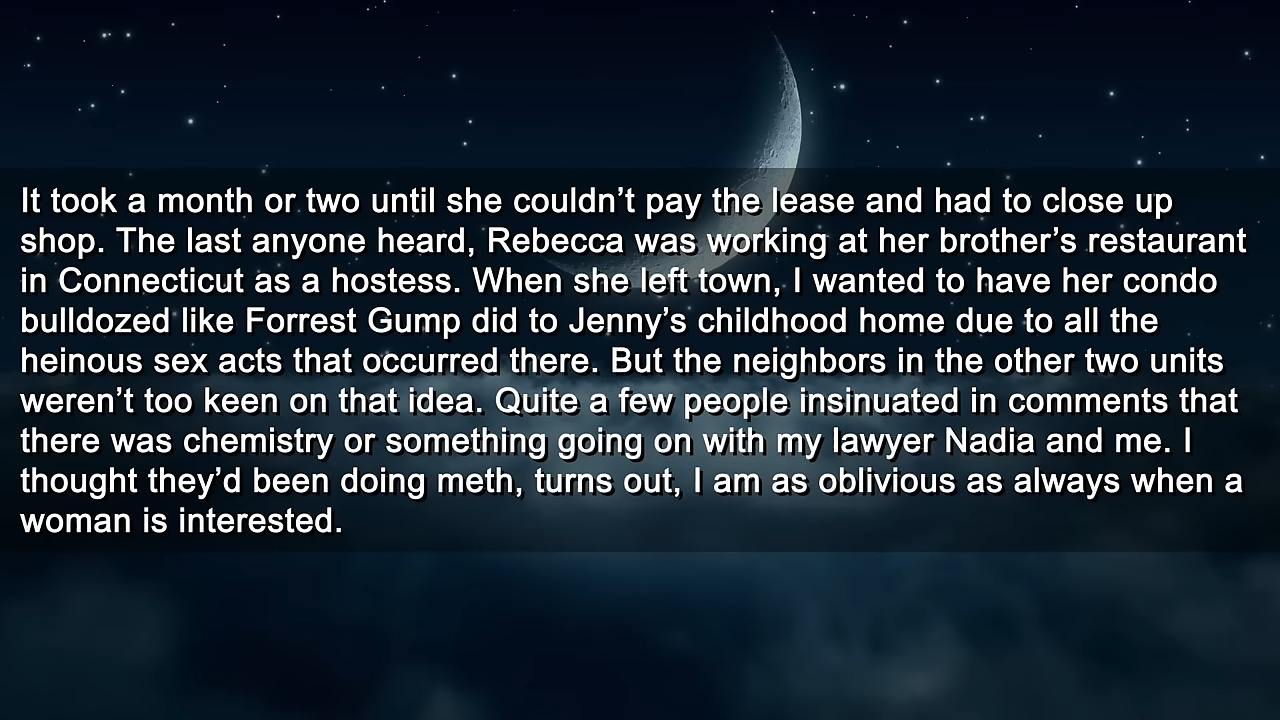 It took a month or two until she couldn’t pay the lease and had to close up
shop. The last anyone heard, Rebecca was working at her brother’s restaurant
in Connecticut as a hostess. When she left town, I wanted to have her condo
bulldozed like Forrest Gump did to Jenny’s childhood home due to all the
heinous sex acts that occurred there. But the neighbors in the other two units
weren’t too keen on that idea. Quite a few people insinuated in comments that
there was chemistry or something going on with my lawyer Nadia and me. I
thought they’d been doing meth, turns out, I am as oblivious as always when a
woman is interested.